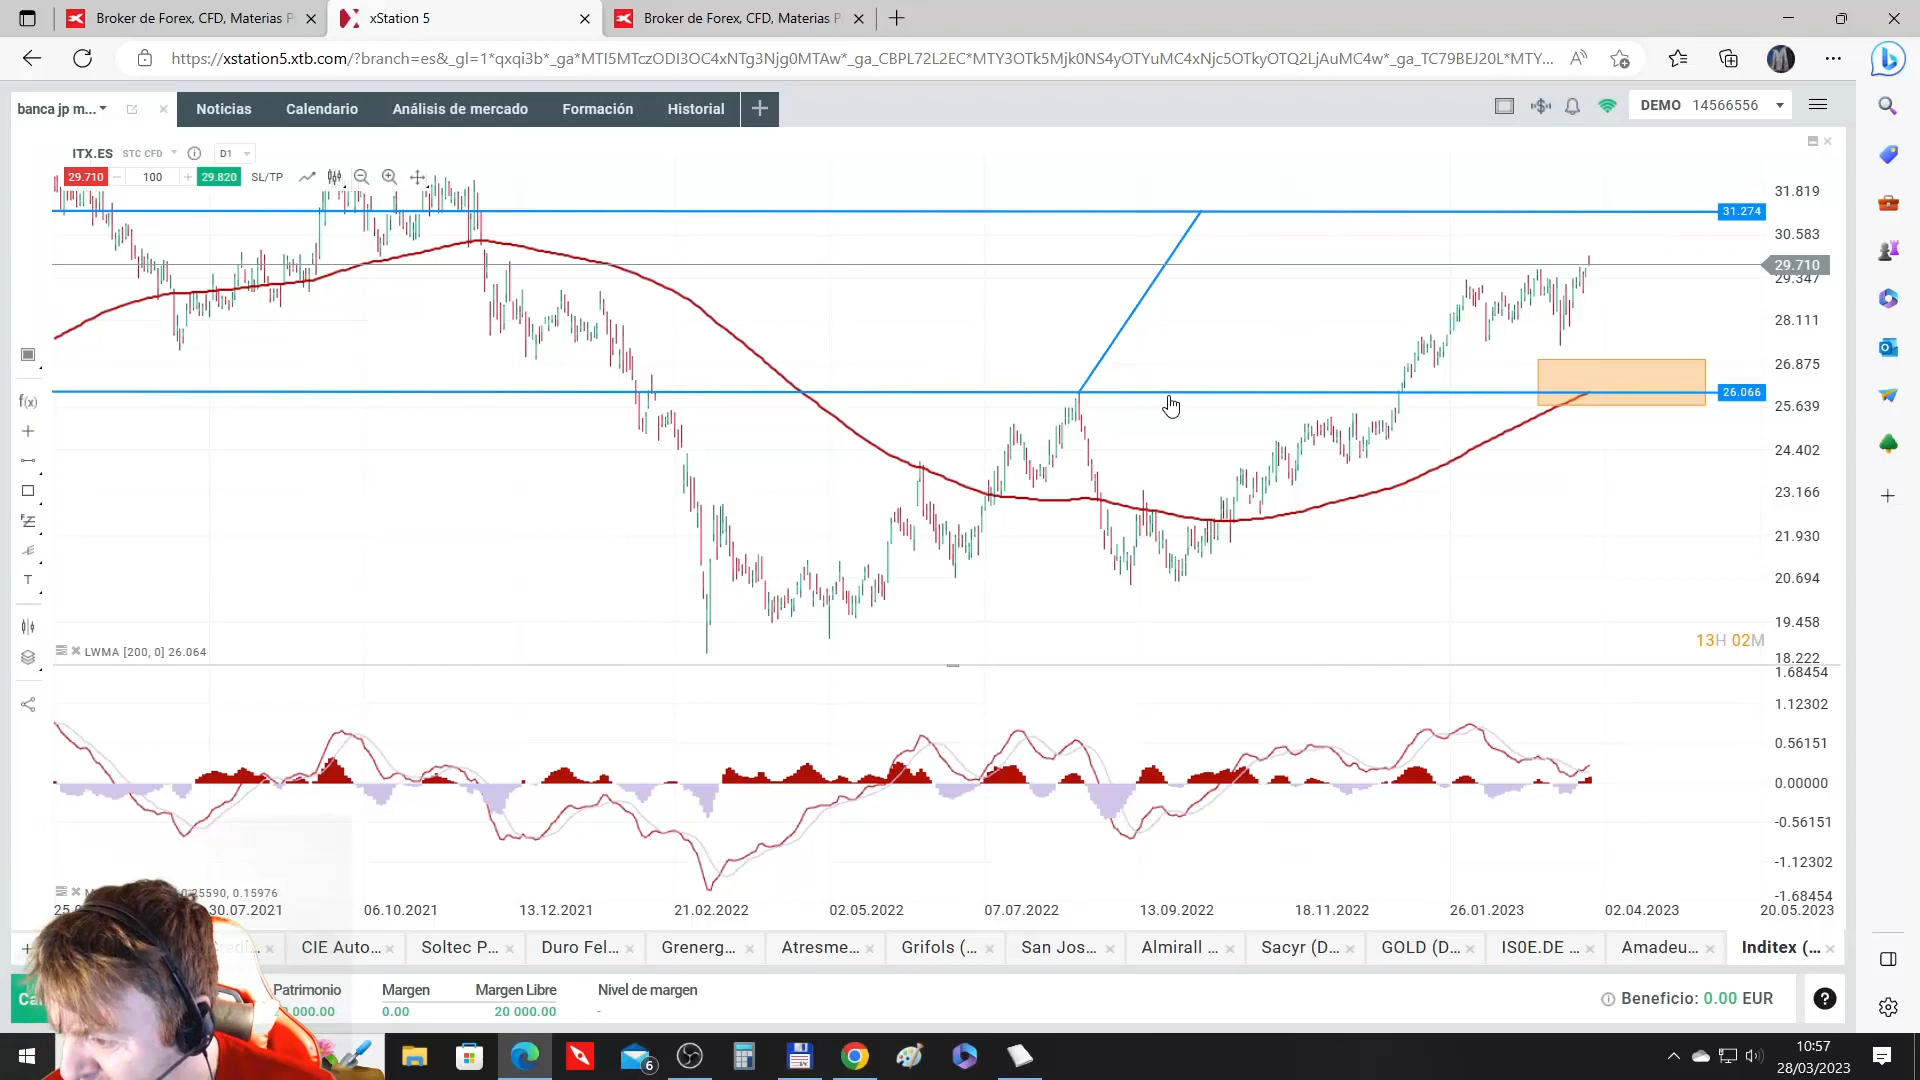 Broker de Forex, CFD, Materias P
xStation 5
Broker de Forex, CFD, Materias P
https://xstation5.xtb.com/?branch=es&_gl=1*qxqi3b*_ga*MTI5MTczODI3OC4xNTg3Njg0MTAw*_ga_CBPL72L2EC*MTY3OTk5Mjk0NS4yOTYuMC4xNjc5OTkyOTQ2LjAuMC4w*_ga_TC79BEJ20L*MTY...
banca jp m...
Noticias
Calendario
Análisis de mercado
Formación
Historial
DEMO 14566556
ITX.ES STC CFD D1
29.710 100 29.820 SL/TP
31.819
31.274
30.583
29.710
29.347
28.111
26.875
26.066
25.639
24.402
23.166
21.930
20.694
19.458
13H 02M
18.222
LWMA [200, 0] 26.064
1.68454
1.12302
0.56151
0.00000
-0.56151
-1.12302
-1.68454
0.15976
30.07.2021
06.10.2021
13.12.2021
21.02.2022
02.05.2022
07.07.2022
13.09.2022
18.11.2022
26.01.2023
02.04.2023
20.05.2023
CIE Auto...
Soltec P...
Duro Fel...
Grenerg...
Atresme...
Grifols (...
San Jos...
Almirall ...
Sacyr (D...
GOLD (D...
IS0E.DE ...
Amadeu...
Inditex (...
Patrimonio
Margen
Margen Libre
Nivel de margen
000.00
0.00
20 000.00
-
Beneficio: 0.00 EUR
6
10:57
28/03/2023